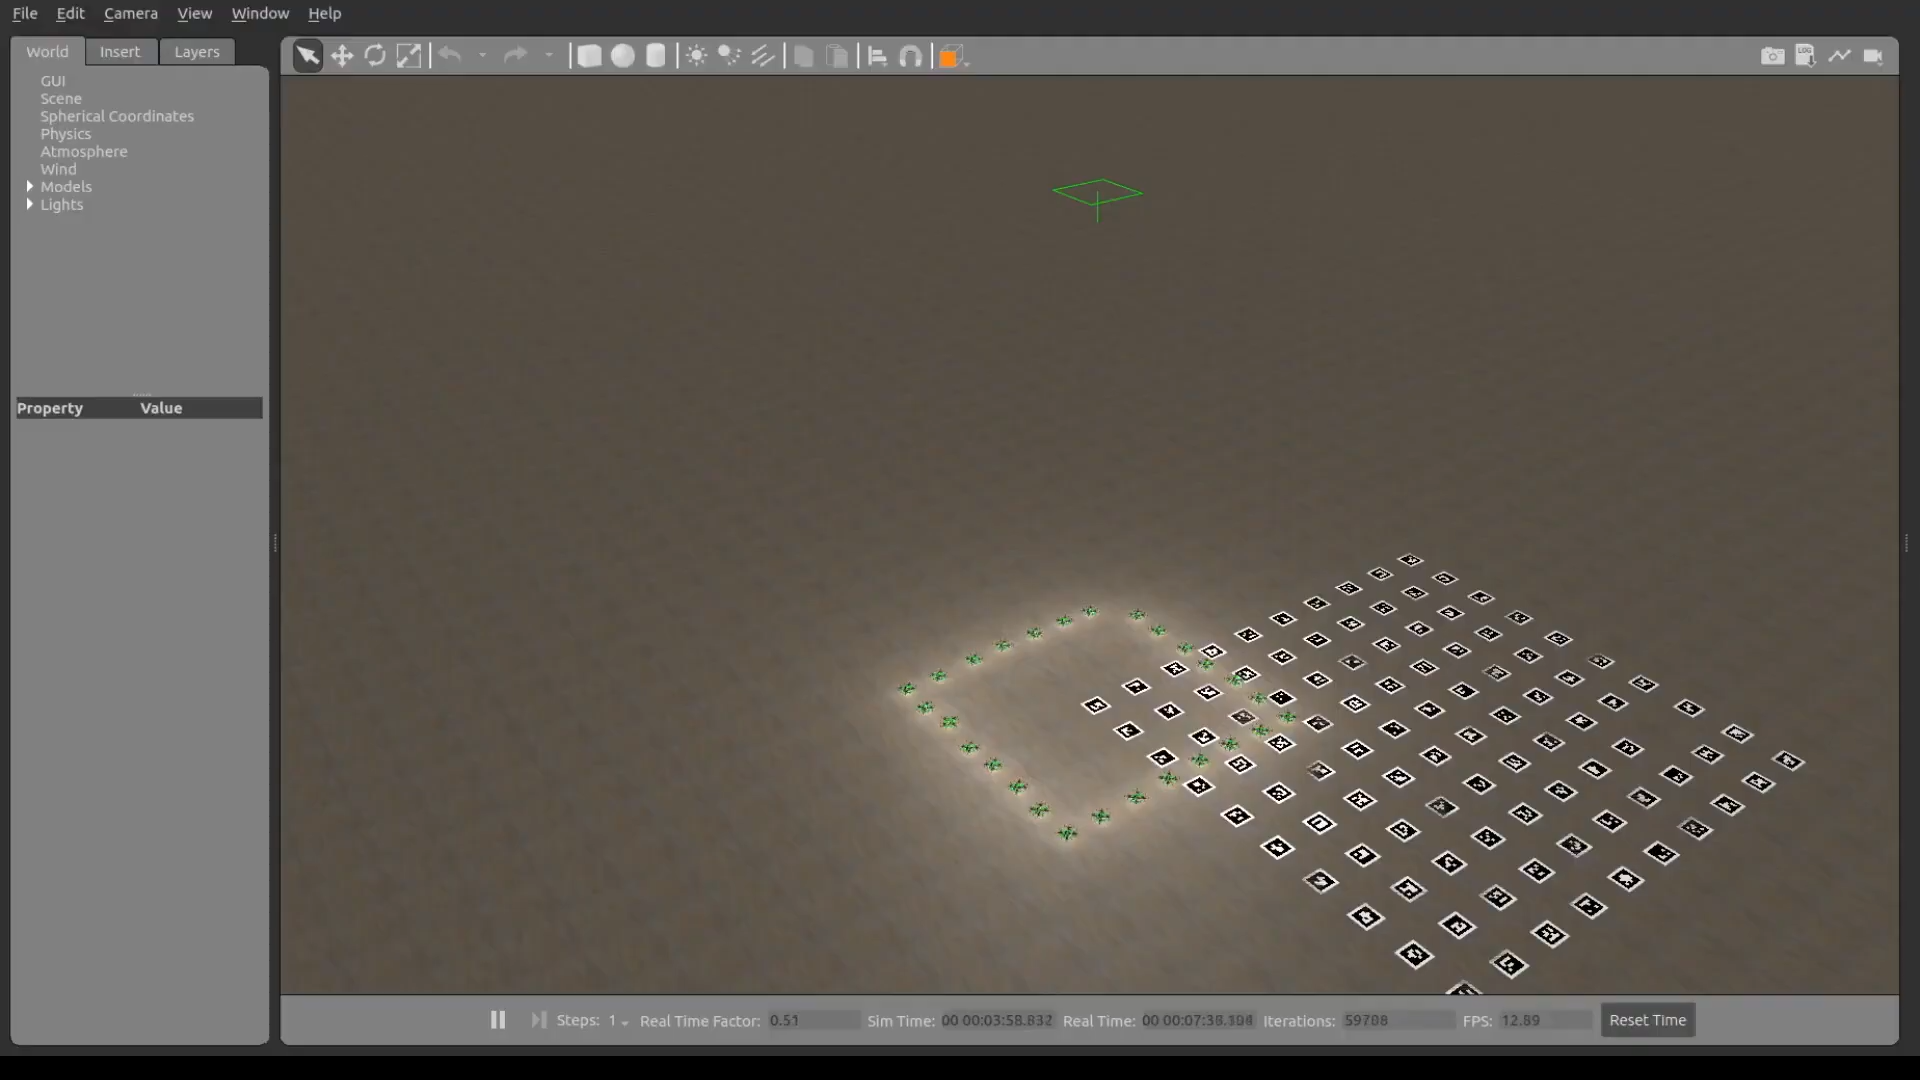 File Edit Camera View Window Help
World Insert Layers
GUI
Scene
Spherical Coordinates
Physics
Atmosphere
Wind
Models
Lights
Property Value
LOG
Steps: 1 Real Time Factor: 0.51 Sim Time: 00 00:03:58.832 Real Time: 00 00:07:38.108 Iterations: 59708 FPS: 12.89 Reset Time